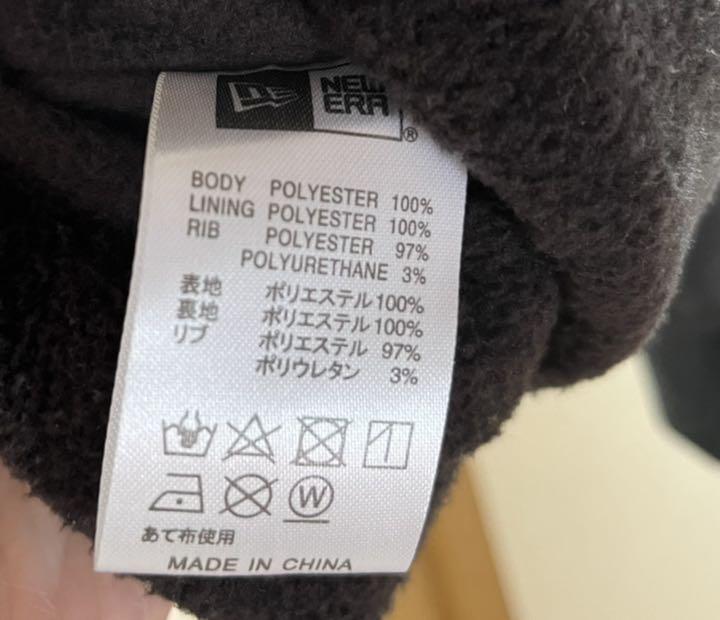 NEW
ERA®
BODY POLYESTER 100%
LINING POLYESTER 100%
RIB POLYESTER 97%
POLYURETHANE 3%
表地 ポリエステル100%
裏地 ポリエステル100%
リブ ポリエステル 97%
ポリウレタン 3%
W
あて布使用
MADE IN CHINA